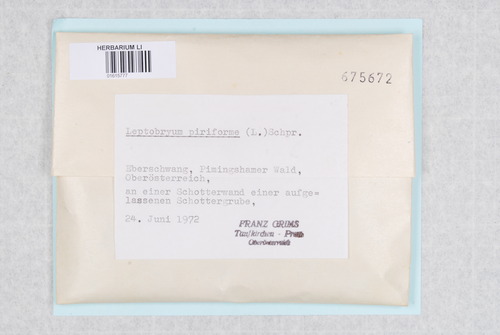 HERBARIUM LI
675672
Leptobryum piriforme (L.)Schpr.
Eberschwang, Piminghamer Wald,
Oberösterreich,
an einer Schotterwand einer aufge=
lassenen Schottergrube,
24. Juni 1972
FRANZ GRIMS
Taufkirchen - Pram
Oberösterreich